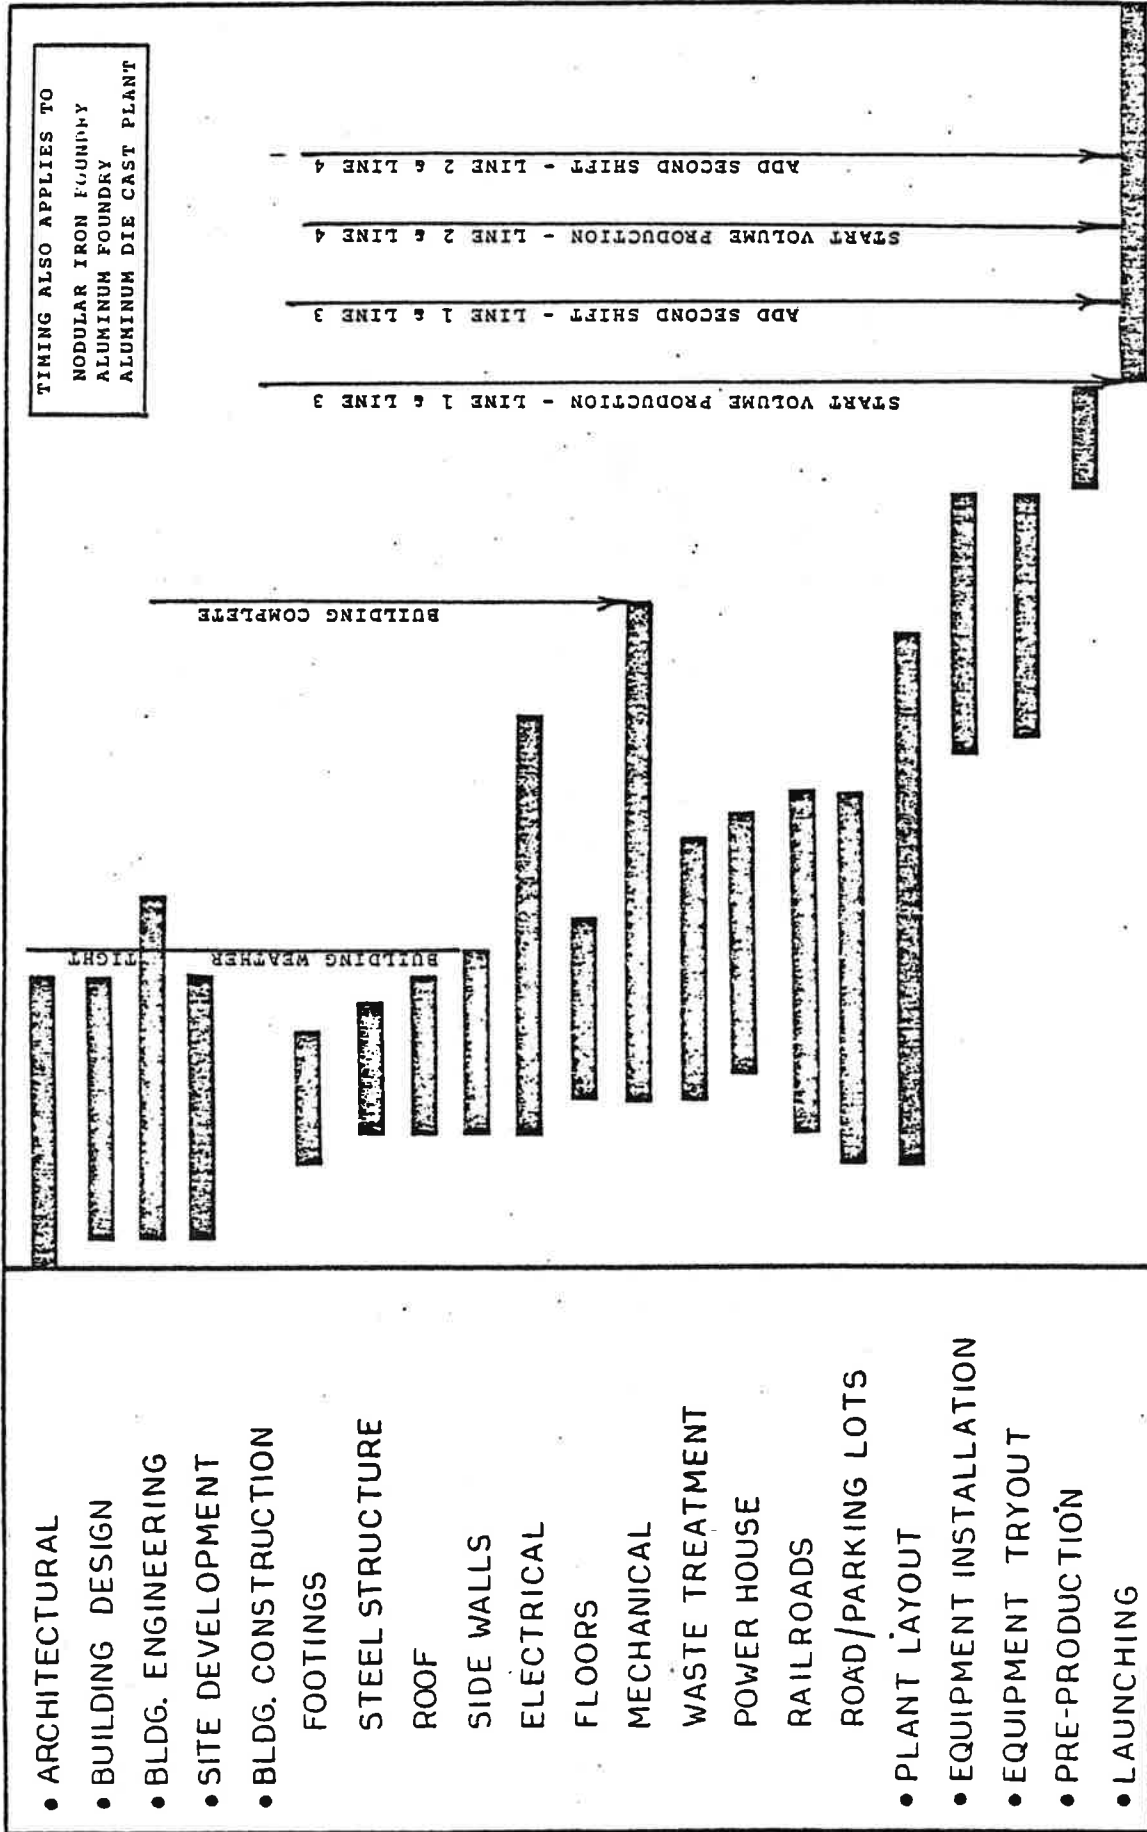 TIMING ALSO APPLIES TO
NODULAR IRON FOUNDRY
ALUMINUM FOUNDRY
ALUMINUM DIE CAST PLANT
• ARCHITECTURAL
• BUILDING DESIGN
• BLDG. ENGINEERING
• SITE DEVELOPMENT
• BLDG. CONSTRUCTION
FOOTINGS
STEEL STRUCTURE
ROOF
SIDE WALLS
ELECTRICAL
FLOORS
MECHANICAL
WASTE TREATMENT
POWER HOUSE
RAILROADS
ROAD/PARKING LOTS
• PLANT LAYOUT
• EQUIPMENT INSTALLATION
• EQUIPMENT TRYOUT
• PRE-PRODUCTION
• LAUNCHING
BUILDING WEATHER TIGHT
BUILDING COMPLETE
START VOLUME PRODUCTION - LINE 1 & LINE 3
ADD SECOND SHIFT - LINE 1 & LINE 3
START VOLUME PRODUCTION - LINE 2 & LINE 4
ADD SECOND SHIFT - LINE 2 & LINE 4